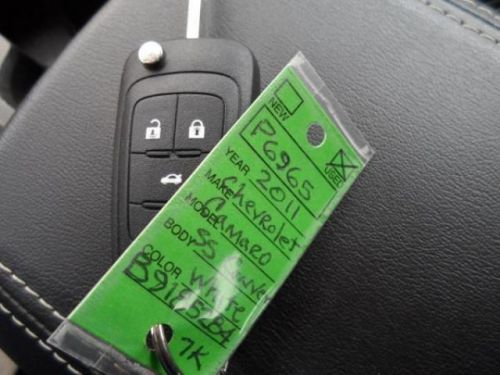 NEW
USED
P6965
YEAR 2011
MAKE Chevrolet
MODEL Camaro
BODY SS
COLOR White
7K